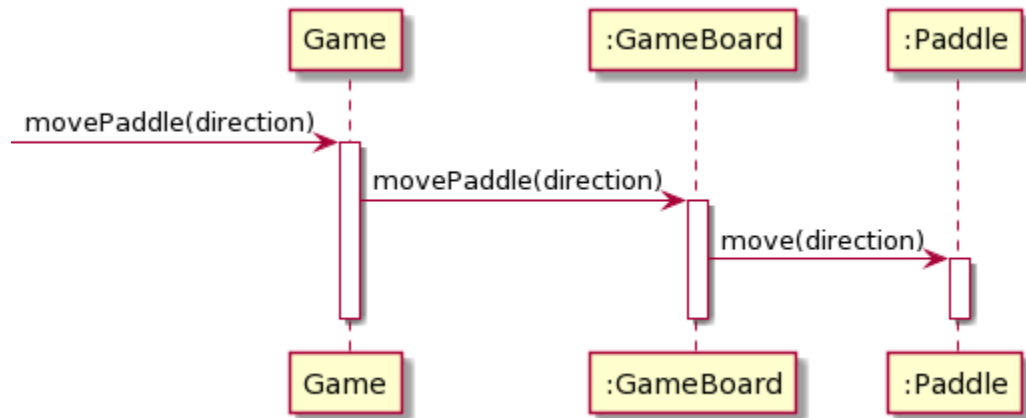 Game
:GameBoard
:Paddle
movePaddle(direction)
movePaddle(direction)
move(direction)
Game
:GameBoard
:Paddle